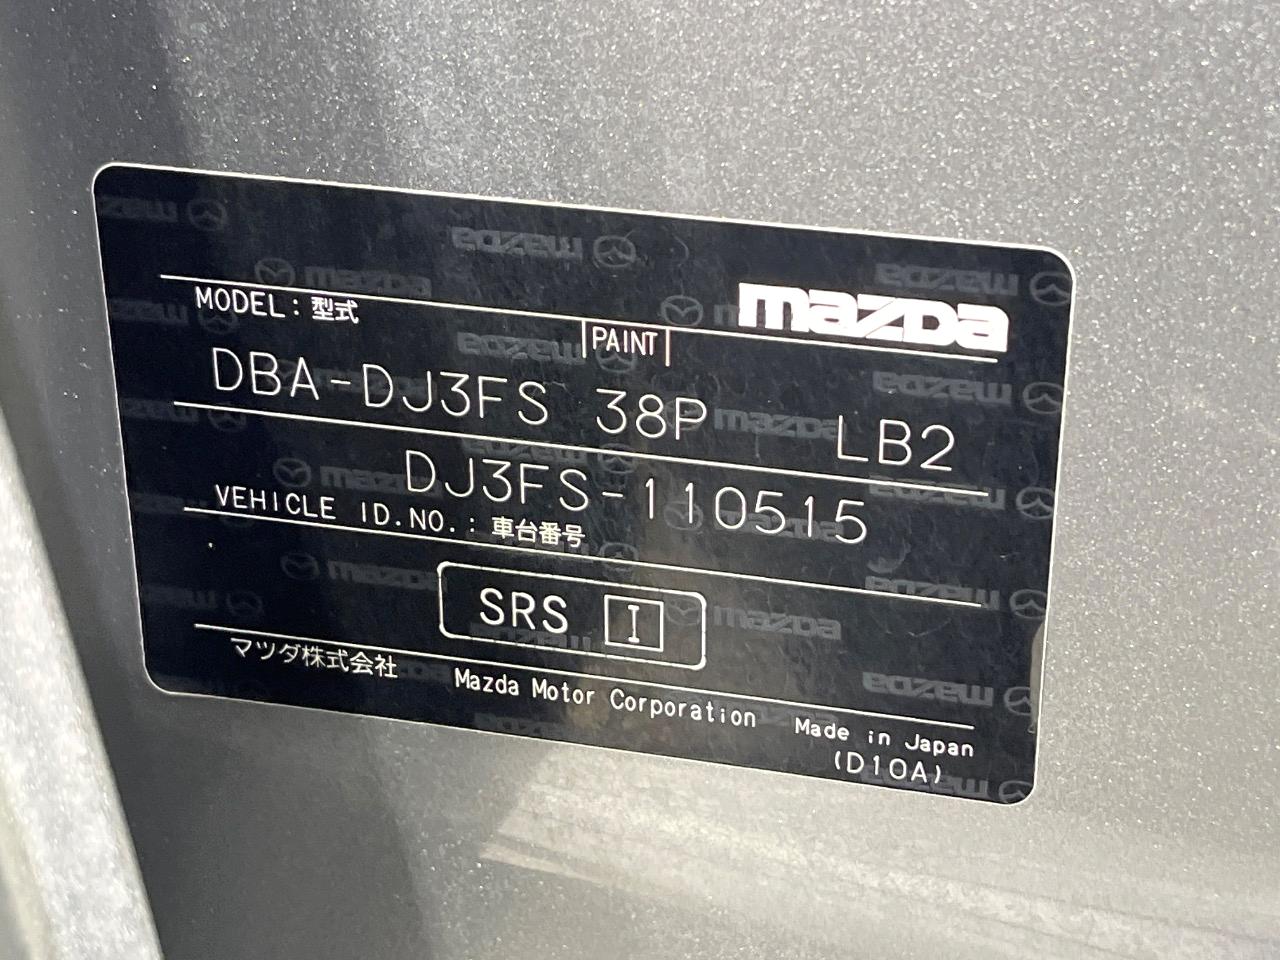 mazda
MODEL: 型式
PAINT
DBA-DJ3FS 38P LB2
DJ3FS-110515
VEHICLE ID.NO.: 車台番号
SRS I
マツダ株式会社 Mazda Motor Corporation Made in Japan
(D10A)